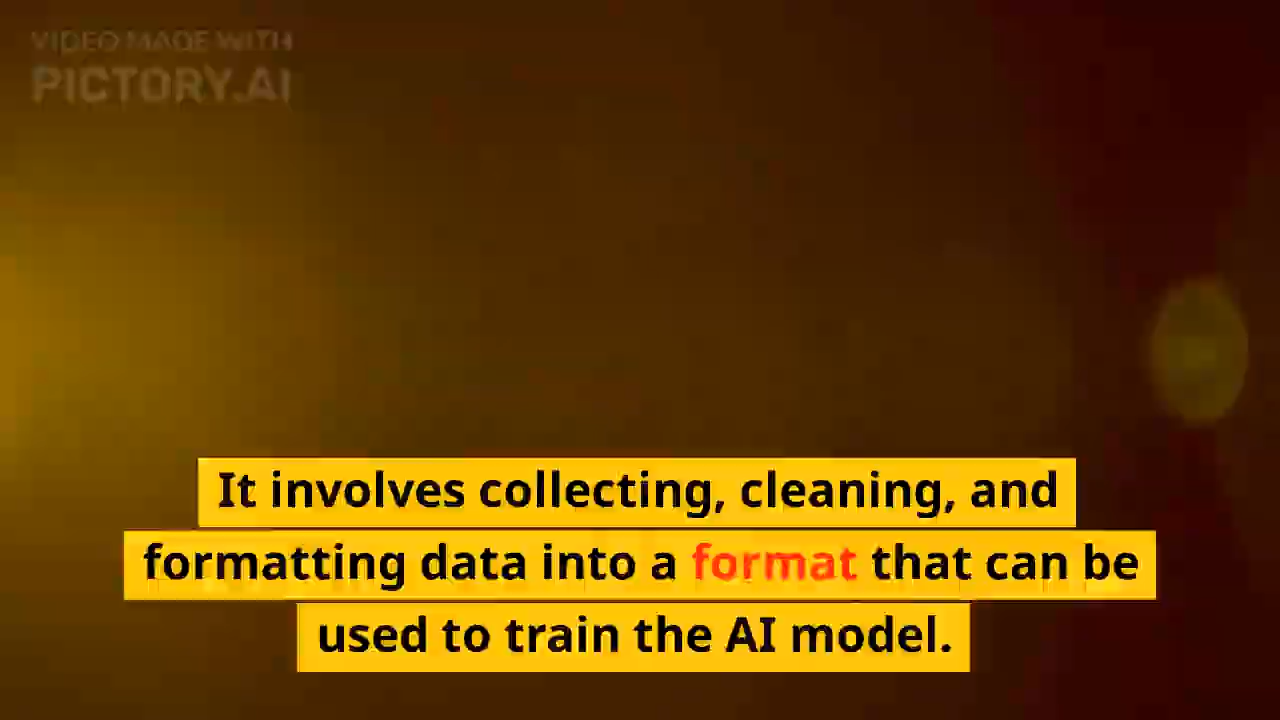 VIDEO MADE WITH
PICTORY.AI
It involves collecting, cleaning, and
formatting data into a format that can be
used to train the AI model.